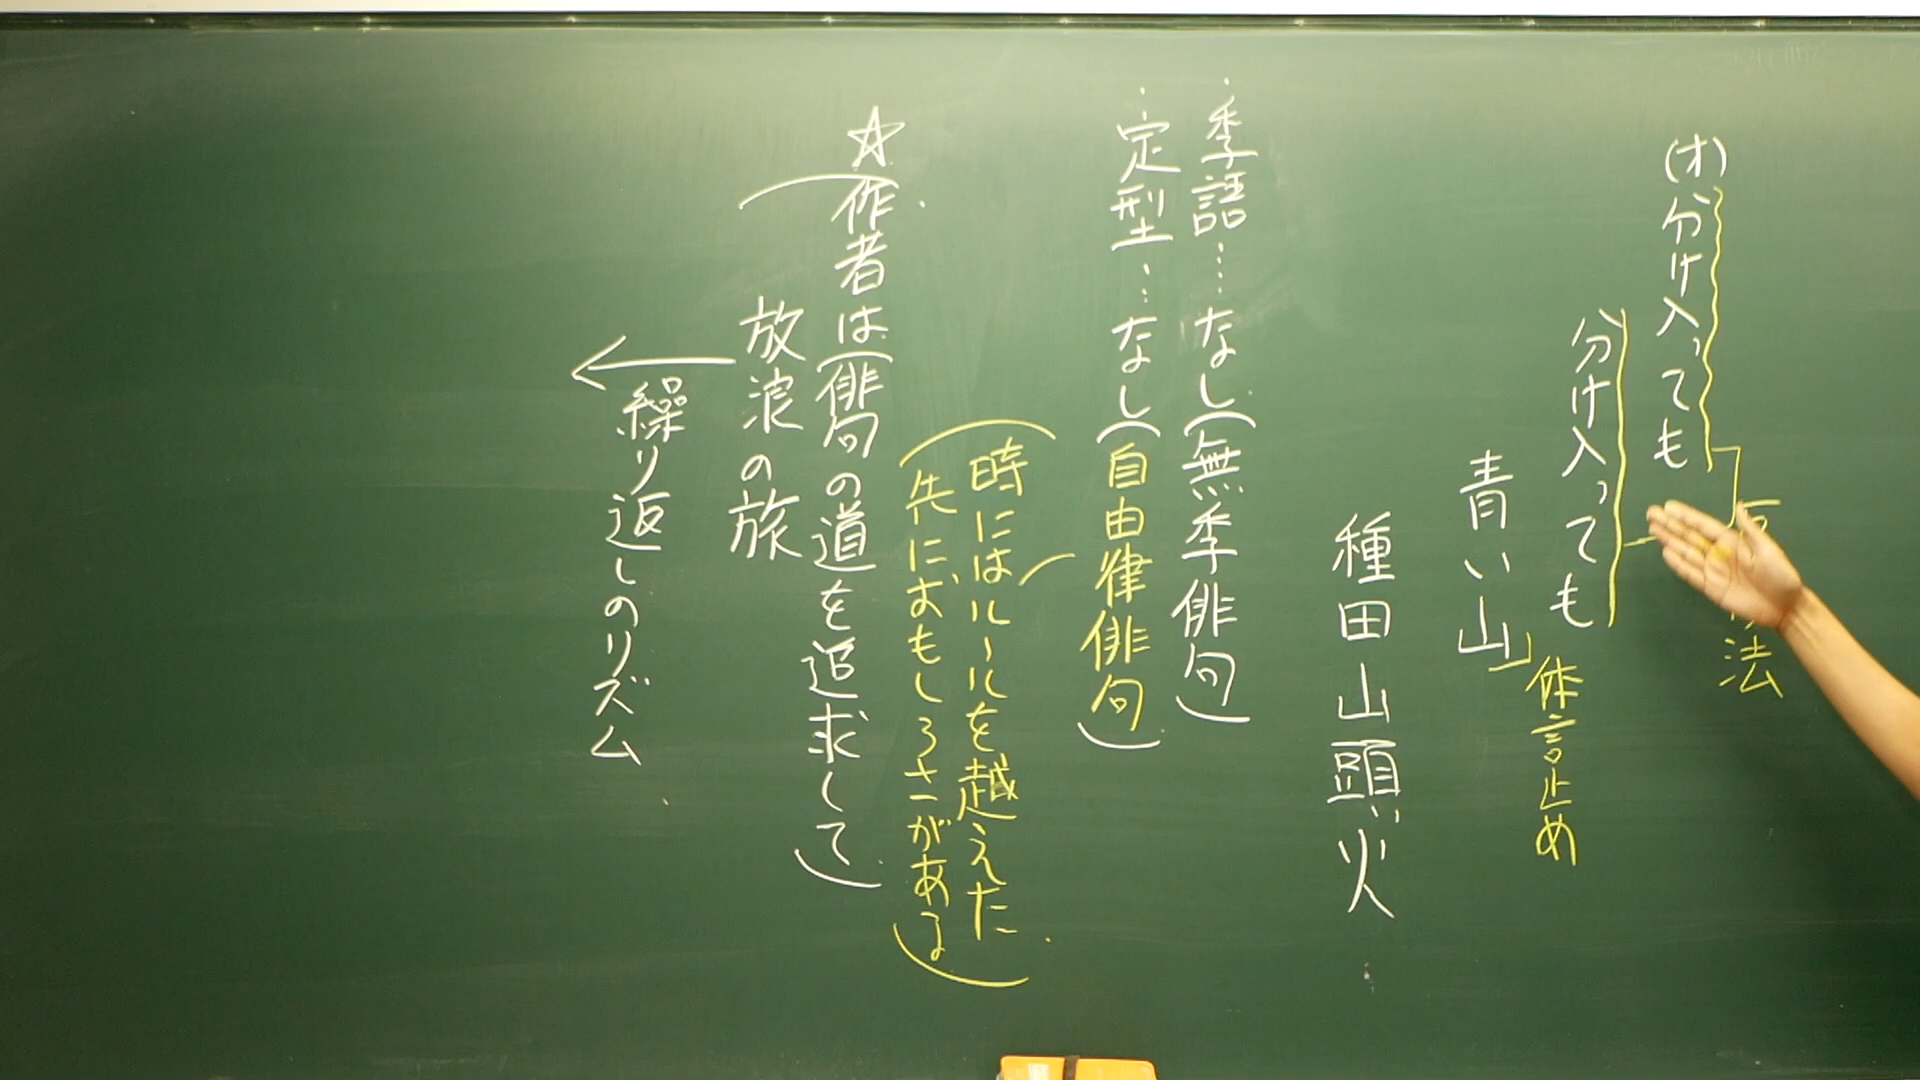 (オ)分け入っても
分け入っても
青い山
法
体言止め
種田山頭火
季語…なし(無季俳句)
定型…なし(自由律俳句)
(時にはルールを越えた
先におもしろさがある)
☆作者は(俳句の道を追求して)
放浪の旅
繰り返しのリズム